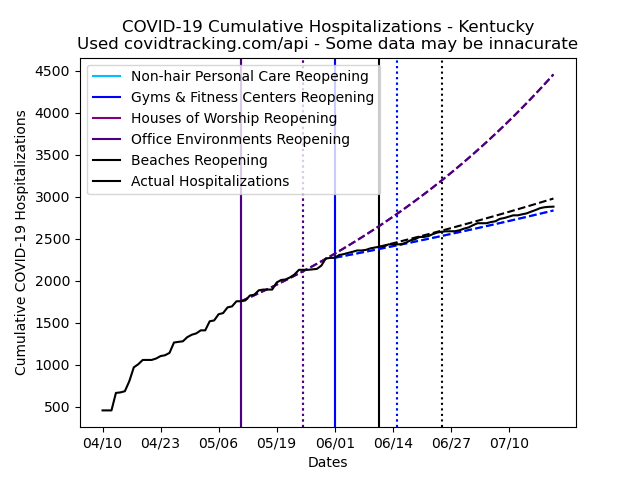 COVID-19 Cumulative Hospitalizations - Kentucky
Used covidtracking.com/api - Some data may be innacurate
Non-hair Personal Care Reopening
Gyms & Fitness Centers Reopening
Houses of Worship Reopening
Office Environments Reopening
Beaches Reopening
Actual Hospitalizations
Cumulative COVID-19 Hospitalizations
4500
4000
3500
3000
2500
2000
1500
1000
500
04/10 04/23 05/06 05/19 06/01 06/14 06/27 07/10
Dates